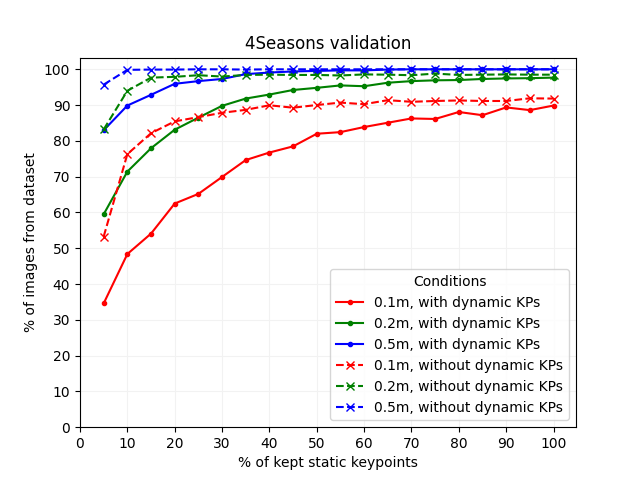 4Seasons validation
% of images from dataset
100
90
80
70
60
50
40
30
20
10
0
0 10 20 30 40 50 60 70 80 90 100
% of kept static keypoints
Conditions
0.1m, with dynamic KPs
0.2m, with dynamic KPs
0.5m, with dynamic KPs
0.1m, without dynamic KPs
0.2m, without dynamic KPs
0.5m, without dynamic KPs